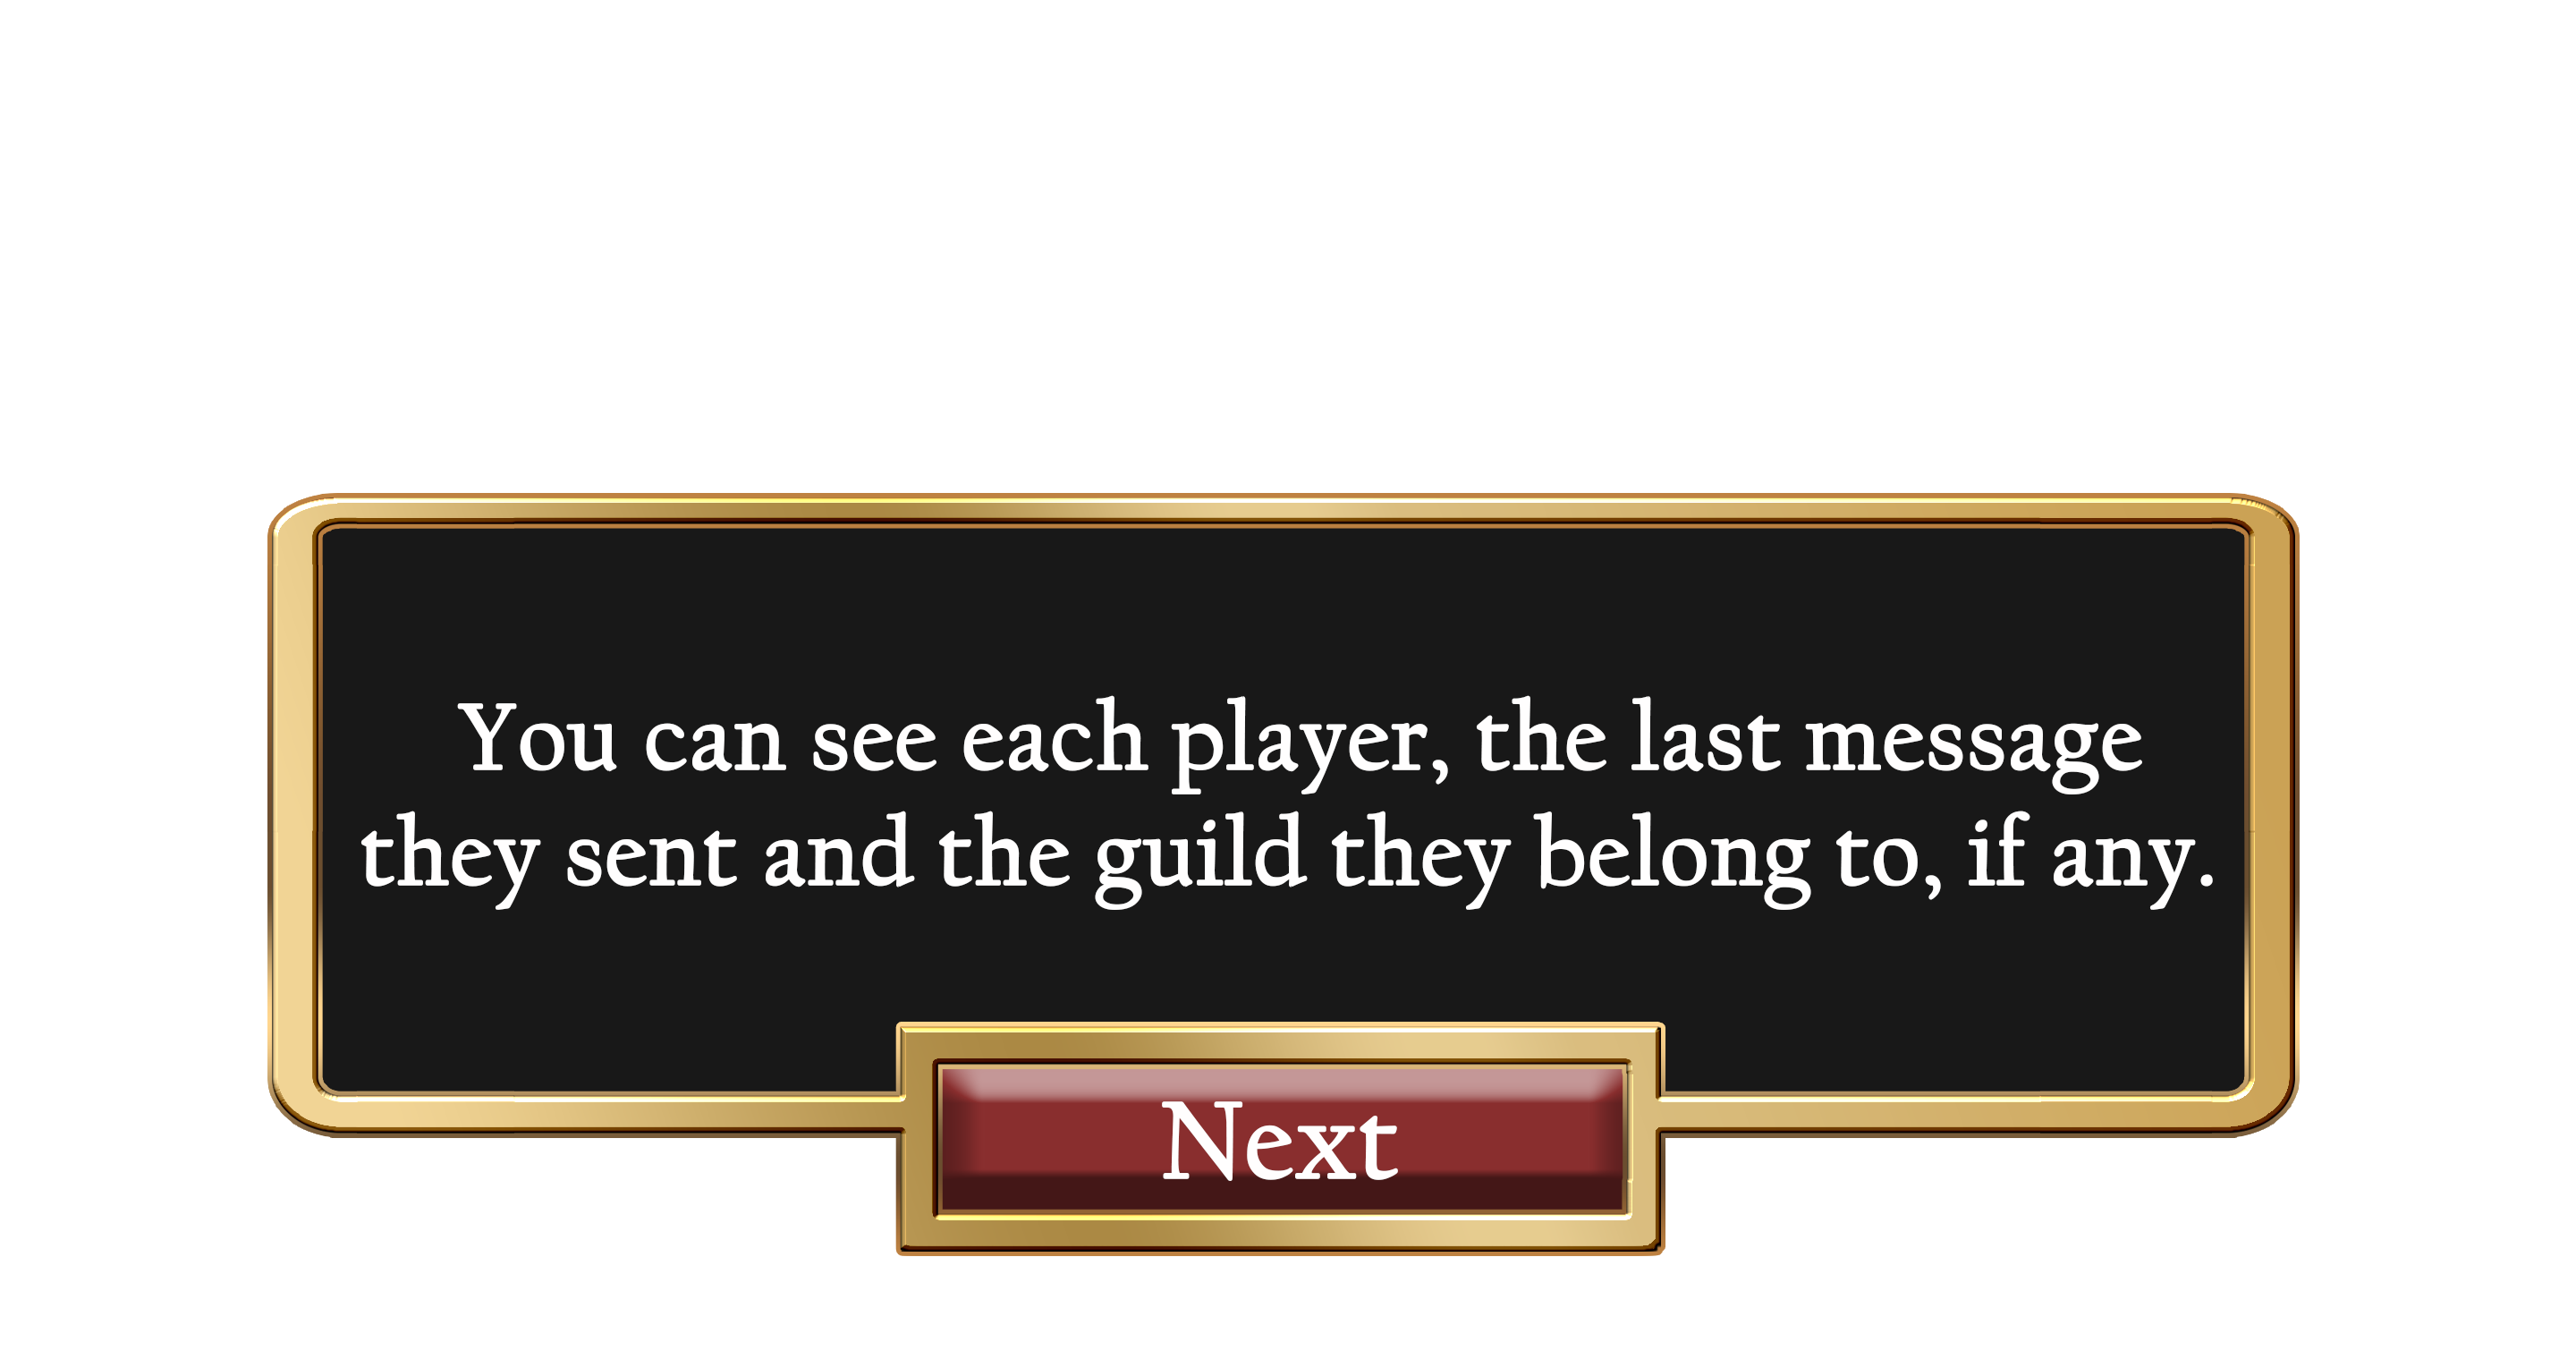 You can see each player, the last message
they sent and the guild they belong to, if any.
Next